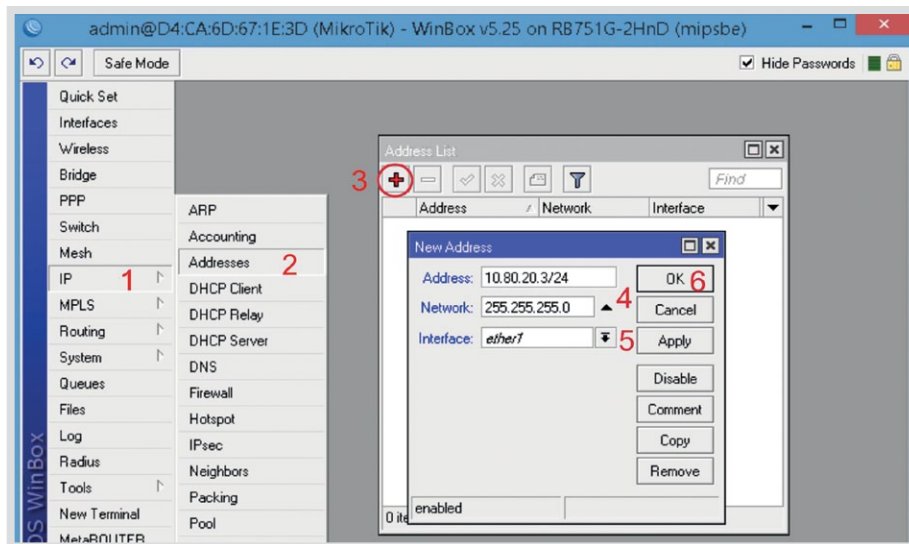 admin@D4:CA:6D:67:1E:3D (MikroTik) - WinBox v5.25 on RB751G-2HnD (mipsbe)
Safe Mode
Hide Passwords
Quick Set
Interfaces
Wireless
Bridge
PPP
Switch
Mesh
IP 1
MPLS
Routing
System
Queues
Files
Log
Radius
Tools
New Terminal
MetaROUTER
OS WinBox
ARP
Accounting
Addresses 2
DHCP Client
DHCP Relay
DHCP Server
DNS
Firewall
Hotspot
IPsec
Neighbors
Packing
Pool
Address List
3
Find
Address / Network Interface
New Address
Address: 10.80.20.3/24
Network: 255.255.255.0 4
Interface: ether1 5
OK 6
Cancel
Apply
Disable
Comment
Copy
Remove
enabled